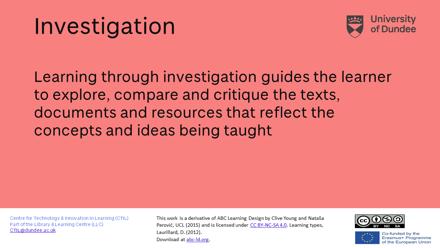 Investigation
University
of Dundee
Learning through investigation guides the learner
to explore, compare and critique the texts,
documents and resources that reflect the
concepts and ideas being taught
Centre for Technology & Innovation in Learning (CTIL)
Part of the Library & Learning Centre (LLC)
CTIL@dundee.ac.uk
This work is a derivative of ABC Learning Design by Clive Young and Nataša
Perović, UCL (2015) and is licensed under CC BY-NC-SA 4.0. Learning types,
Laurillard, D. (2012).
Download at abc-ld.org.
CC
BY NC SA
Co-funded by the
Erasmus+ Programme
of the European Union